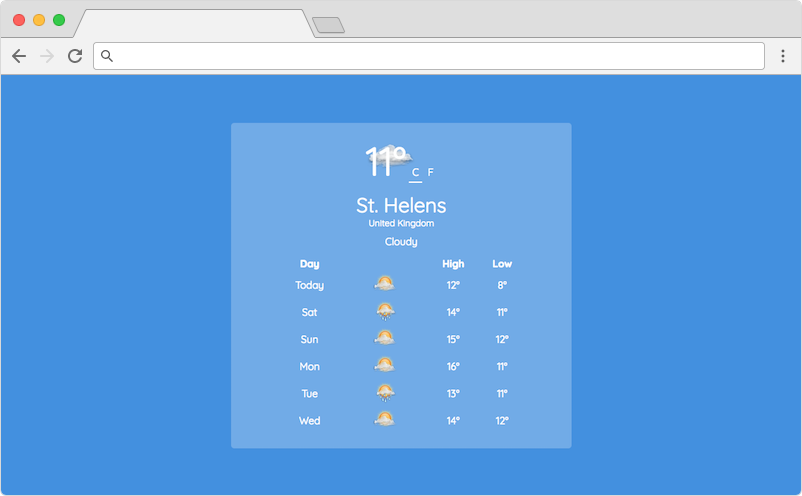 11° C F
St. Helens
United Kingdom
Cloudy
Day High Low
Today 12° 8°
Sat 14° 11°
Sun 15° 12°
Mon 16° 11°
Tue 13° 11°
Wed 14° 12°